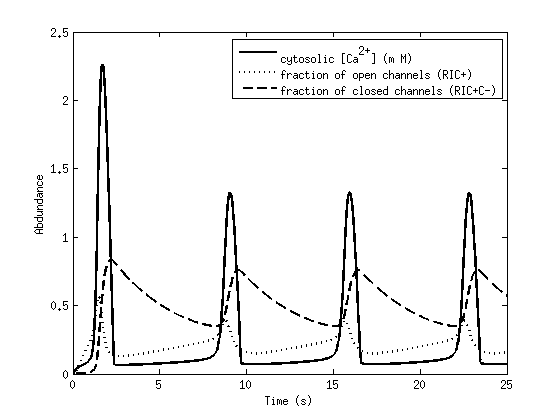 2.5
2
1.5
1
0.5
0
Abdundance
cytosolic [Ca2+] (m M)
fraction of open channels (RIC+)
fraction of closed channels (RIC+C-)
0 5 10 15 20 25
Time (s)